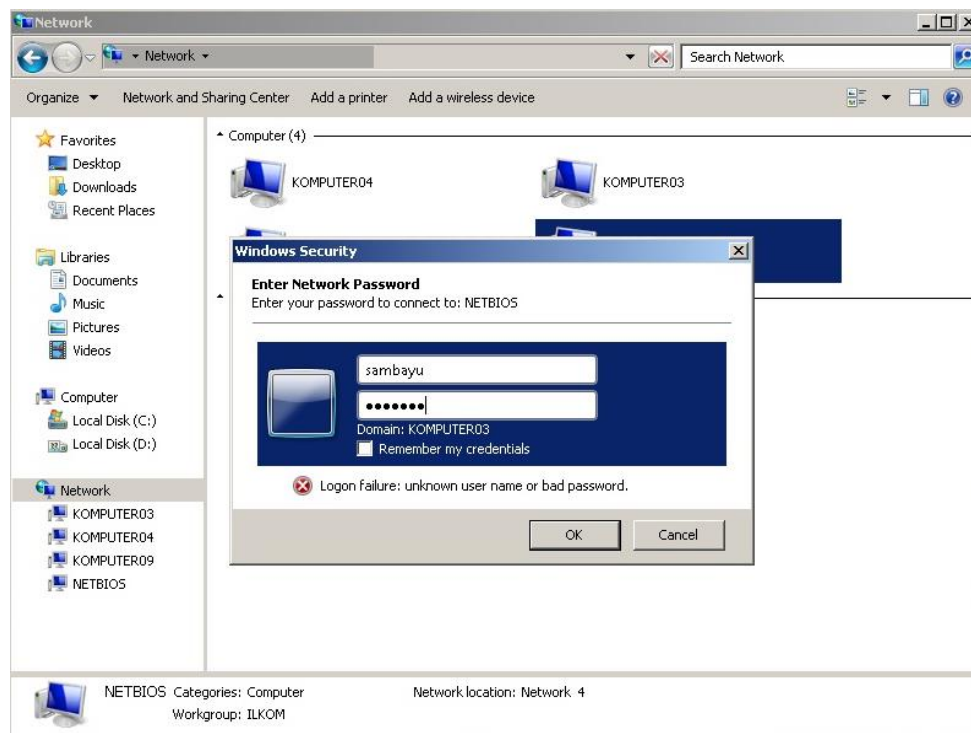 Network
Network
Search Network
Organize
Network and Sharing Center
Add a printer
Add a wireless device
Favorites
Desktop
Downloads
Recent Places
Libraries
Documents
Music
Pictures
Videos
Computer
Local Disk (C:)
Local Disk (D:)
Network
KOMPUTER03
KOMPUTER04
KOMPUTER09
NETBIOS
Computer (4)
KOMPUTER04
KOMPUTER03
Windows Security
Enter Network Password
Enter your password to connect to: NETBIOS
sambayu
•••••••
Domain: KOMPUTER03
Remember my credentials
Logon failure: unknown user name or bad password.
OK
Cancel
NETBIOS Categories: Computer
Network location: Network 4
Workgroup: ILKOM